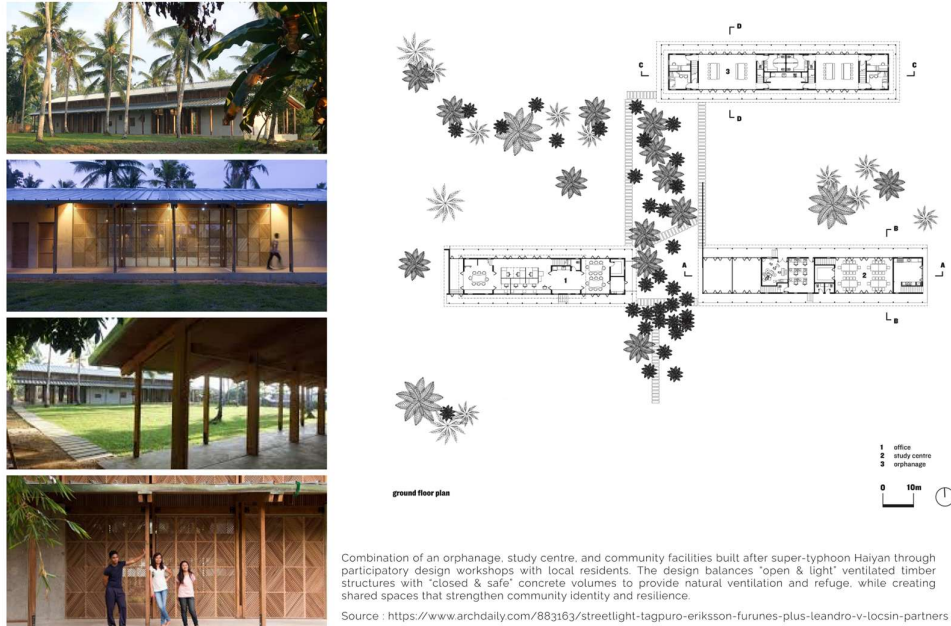 D
C
3
C
D
B
A
1
A
2
A
B
1 office
2 study centre
3 orphanage
0 10m
ground floor plan
Combination of an orphanage, study centre, and community facilities built after super-typhoon Haiyan through
participatory design workshops with local residents. The design balances "open & light" ventilated timber
structures with "closed & safe" concrete volumes to provide natural ventilation and refuge, while creating
shared spaces that strengthen community identity and resilience.
Source : https://www.archdaily.com/883163/streetlight-tagpuro-eriksson-furunes-plus-leandro-v-locsin-partners